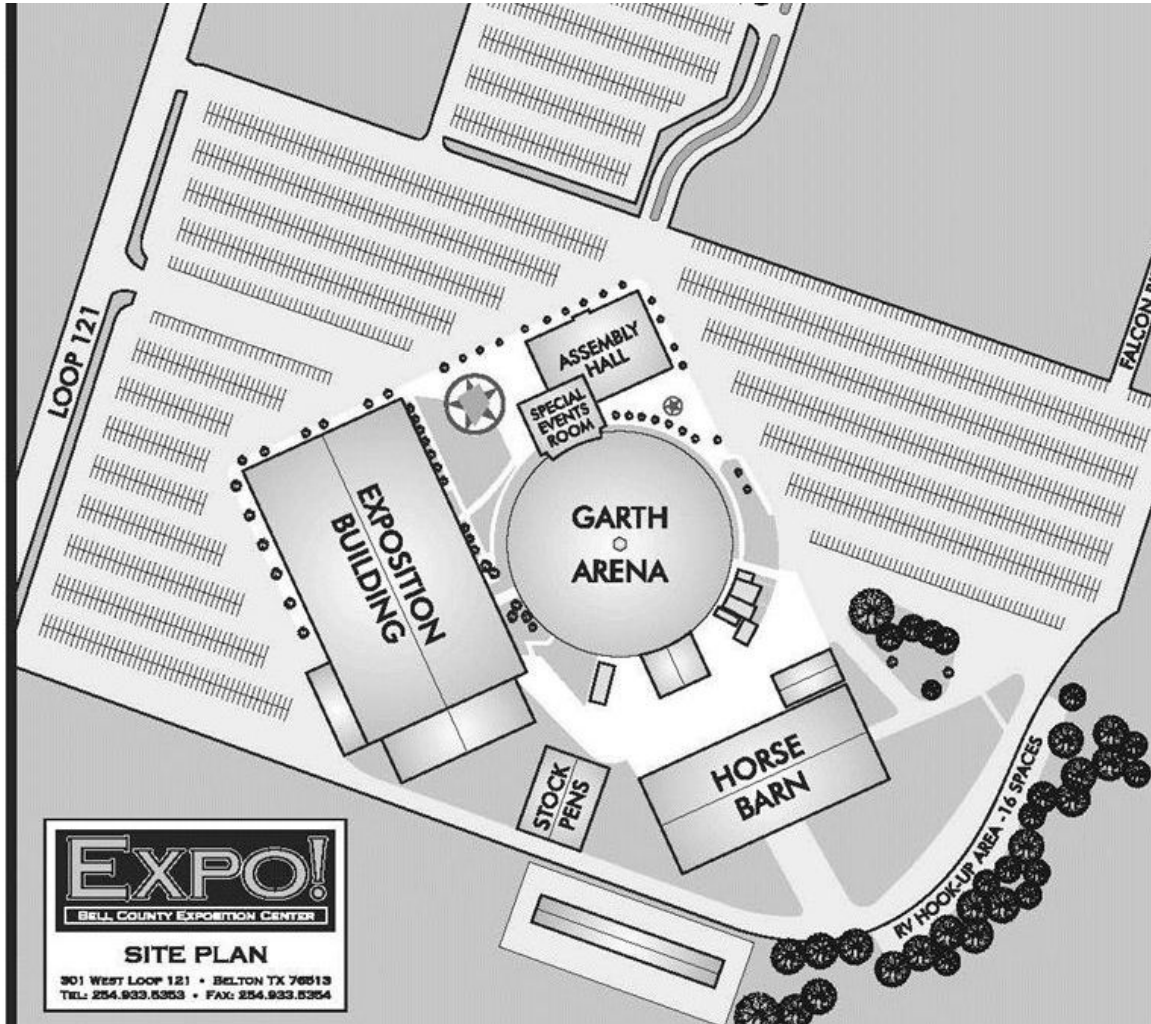 LOOP 121
ASSEMBLY
HALL
SPECIAL
EVENTS
ROOM
FALCON
EXPOSITION
BUILDING
GARTH
ARENA
HORSE
BARN
STOCK
PENS
RV HOOK-UP AREA -16 SPACES
EXPO!
BELL COUNTY EXPOSITION CENTER
SITE PLAN
301 WEST LOOP 121 • BELTON TX 76513
TEL: 254.933.5353 • FAX: 254.933.5354